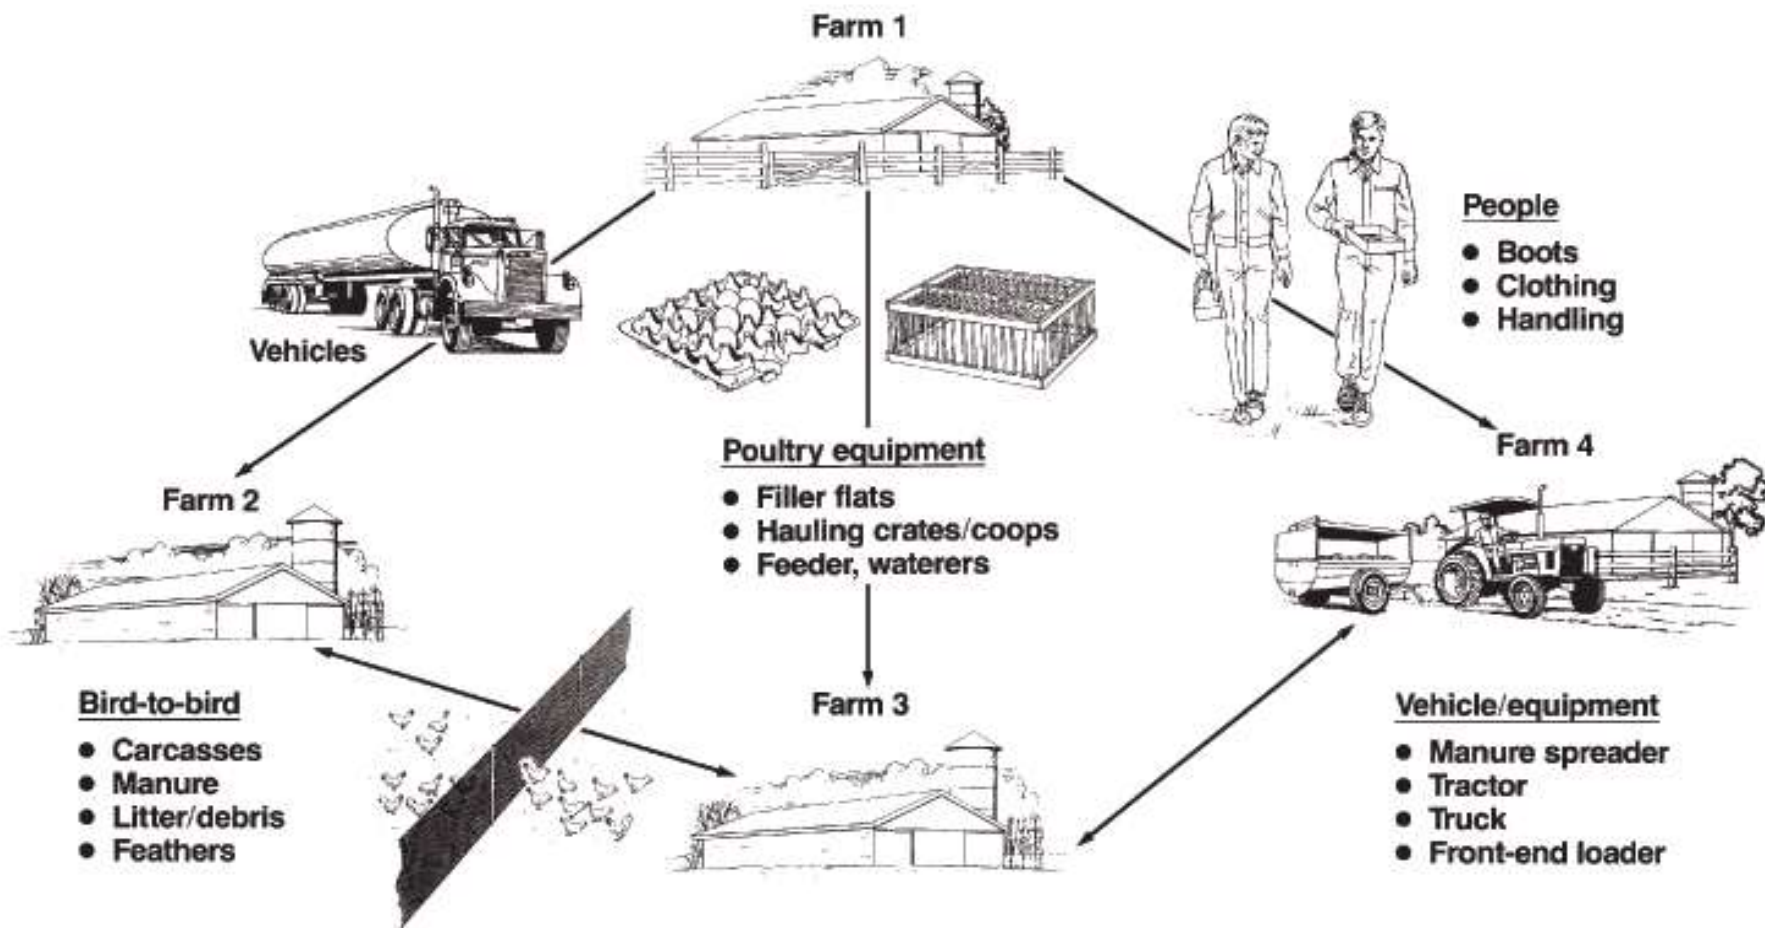 Farm 1
Vehicles
People
● Boots
● Clothing
● Handling
Poultry equipment
● Filler flats
● Hauling crates/coops
● Feeder, waterers
Farm 2
Farm 4
Bird-to-bird
● Carcasses
● Manure
● Litter/debris
● Feathers
Farm 3
Vehicle/equipment
● Manure spreader
● Tractor
● Truck
● Front-end loader